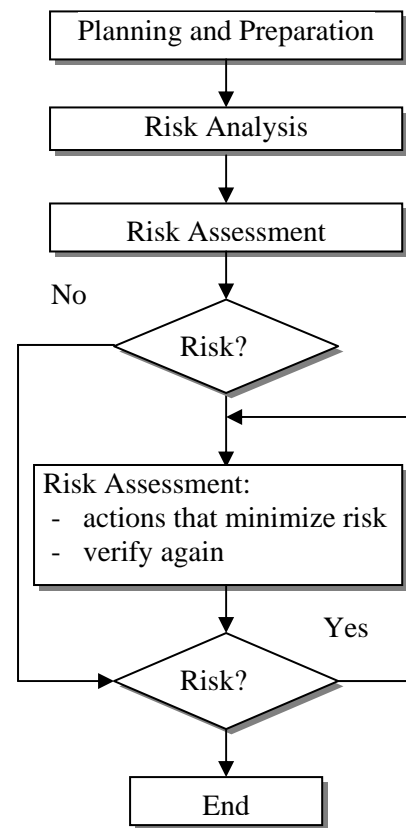 Planning and Preparation
Risk Analysis
Risk Assessment
No
Risk?
Risk Assessment:
- actions that minimize risk
- verify again
Yes
Risk?
End